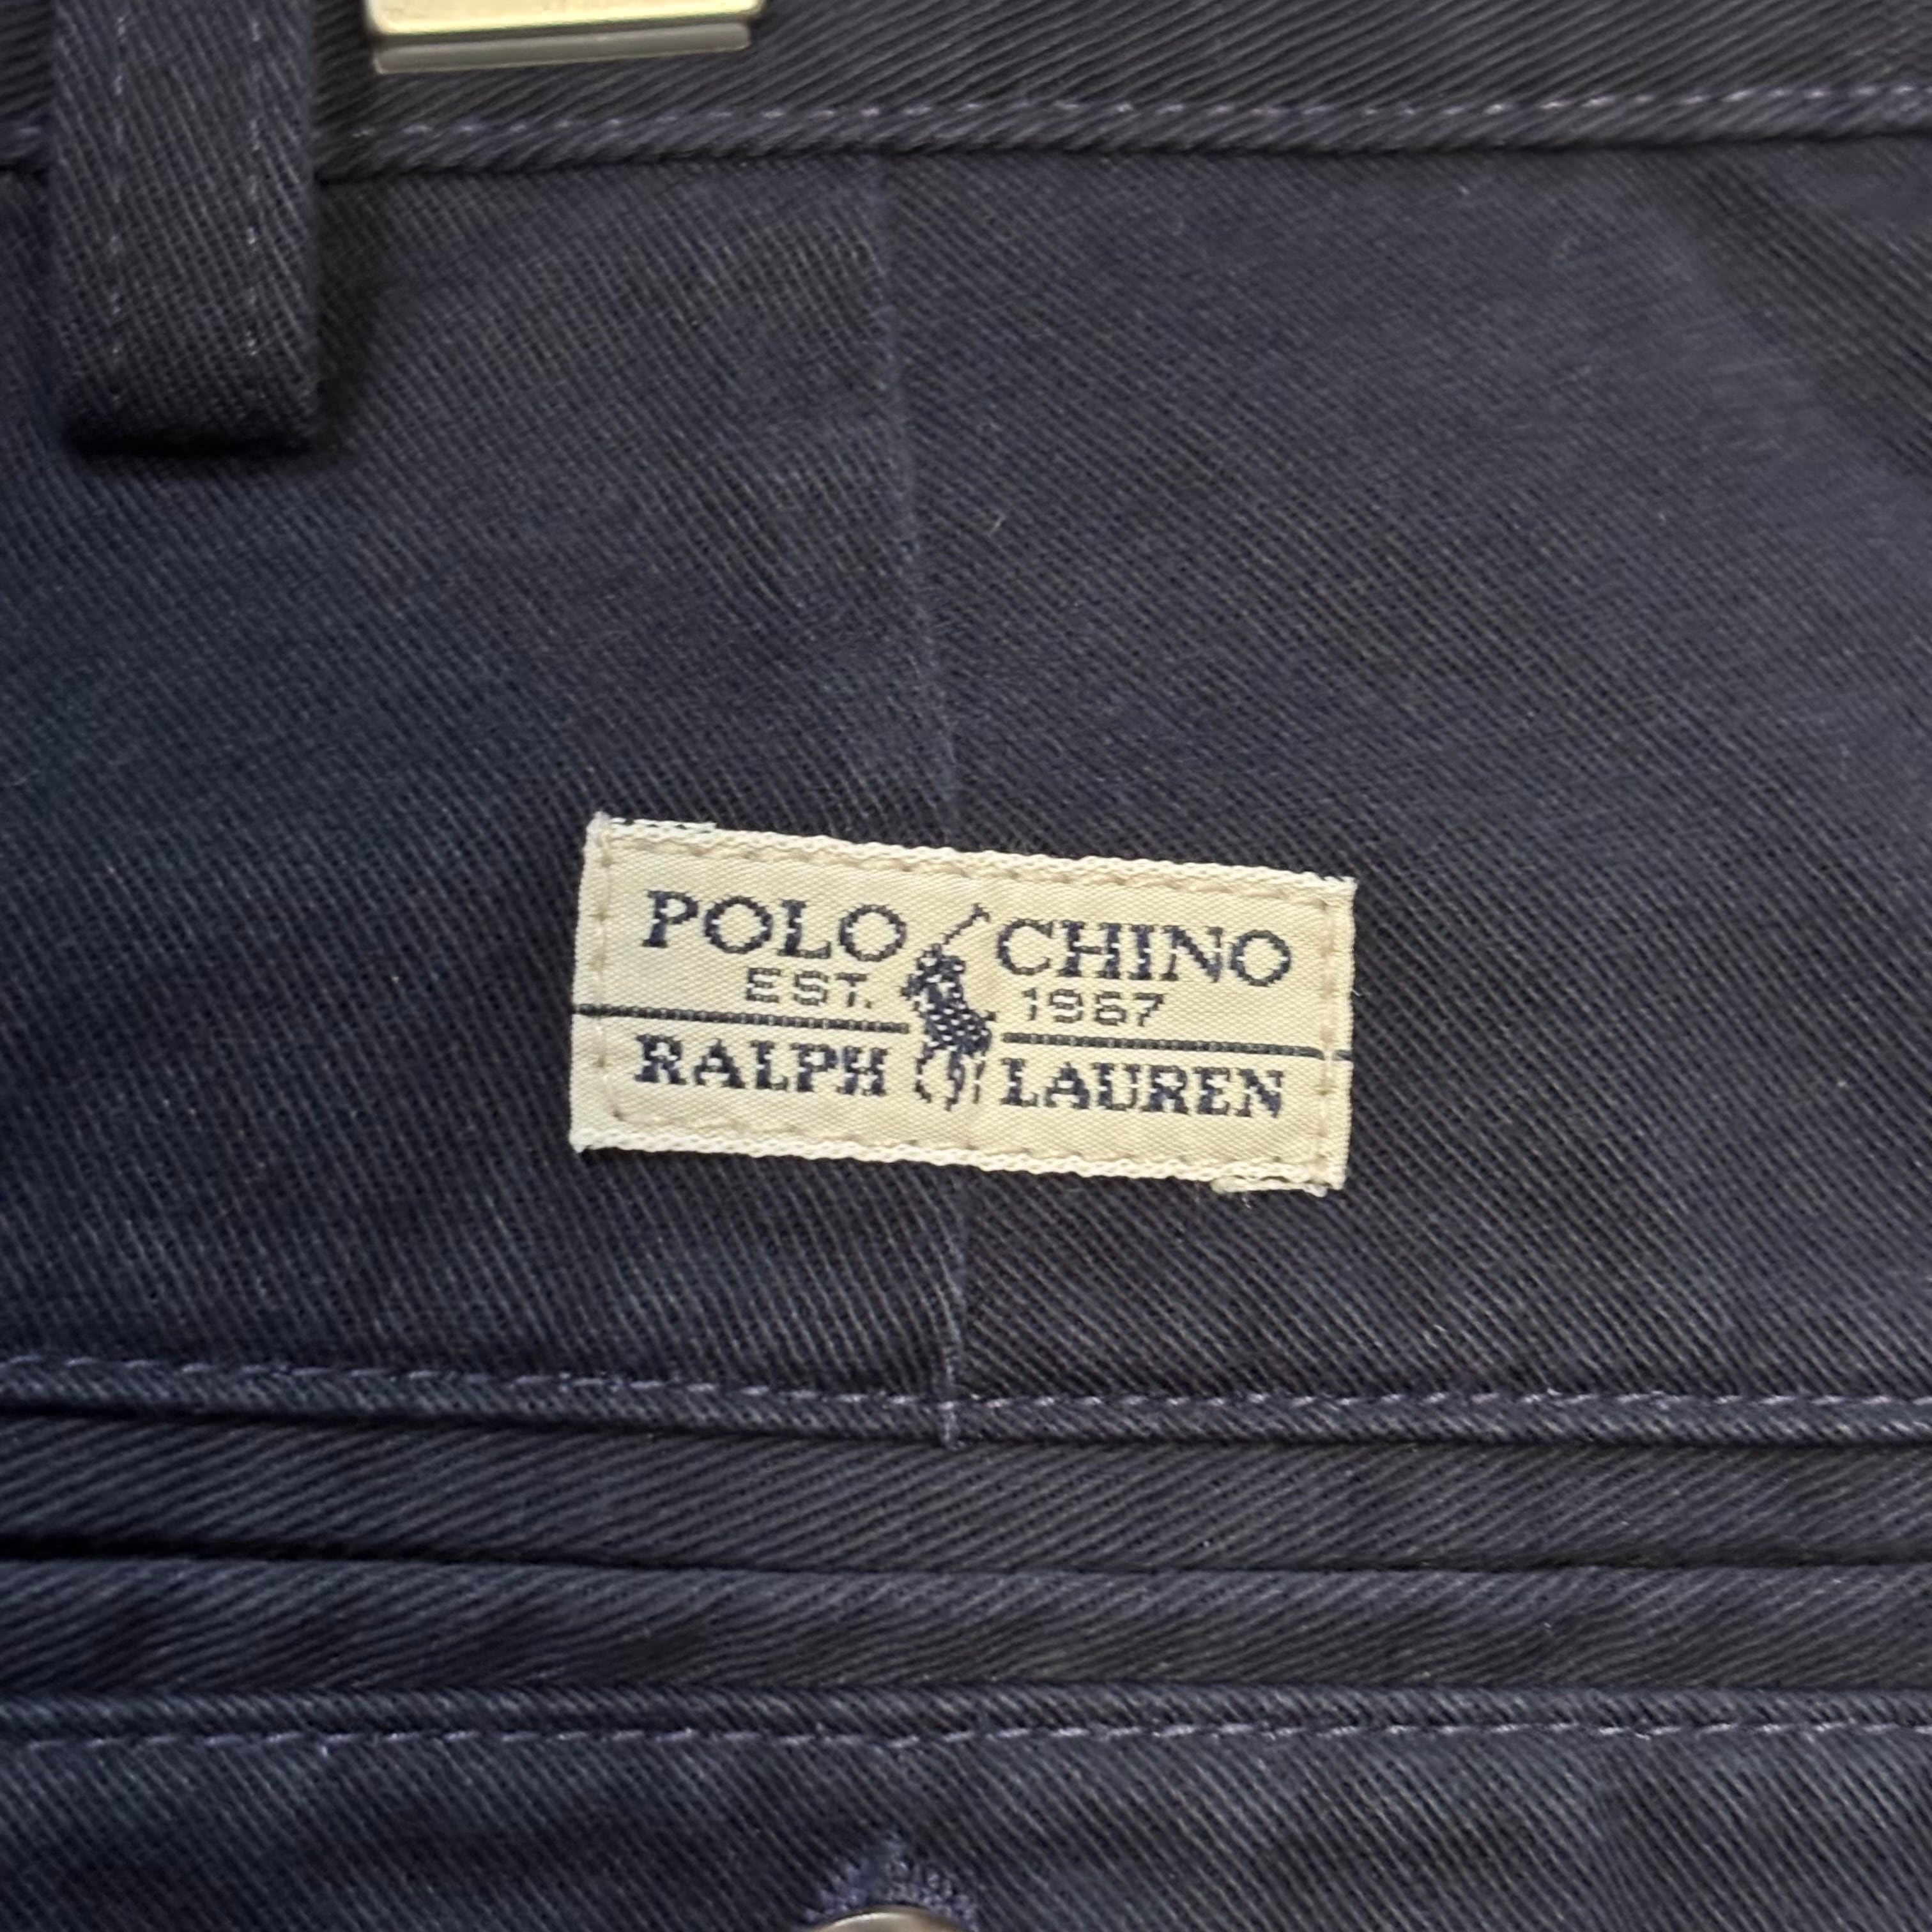 POLO CHINO
EST. 1967
RALPH LAUREN